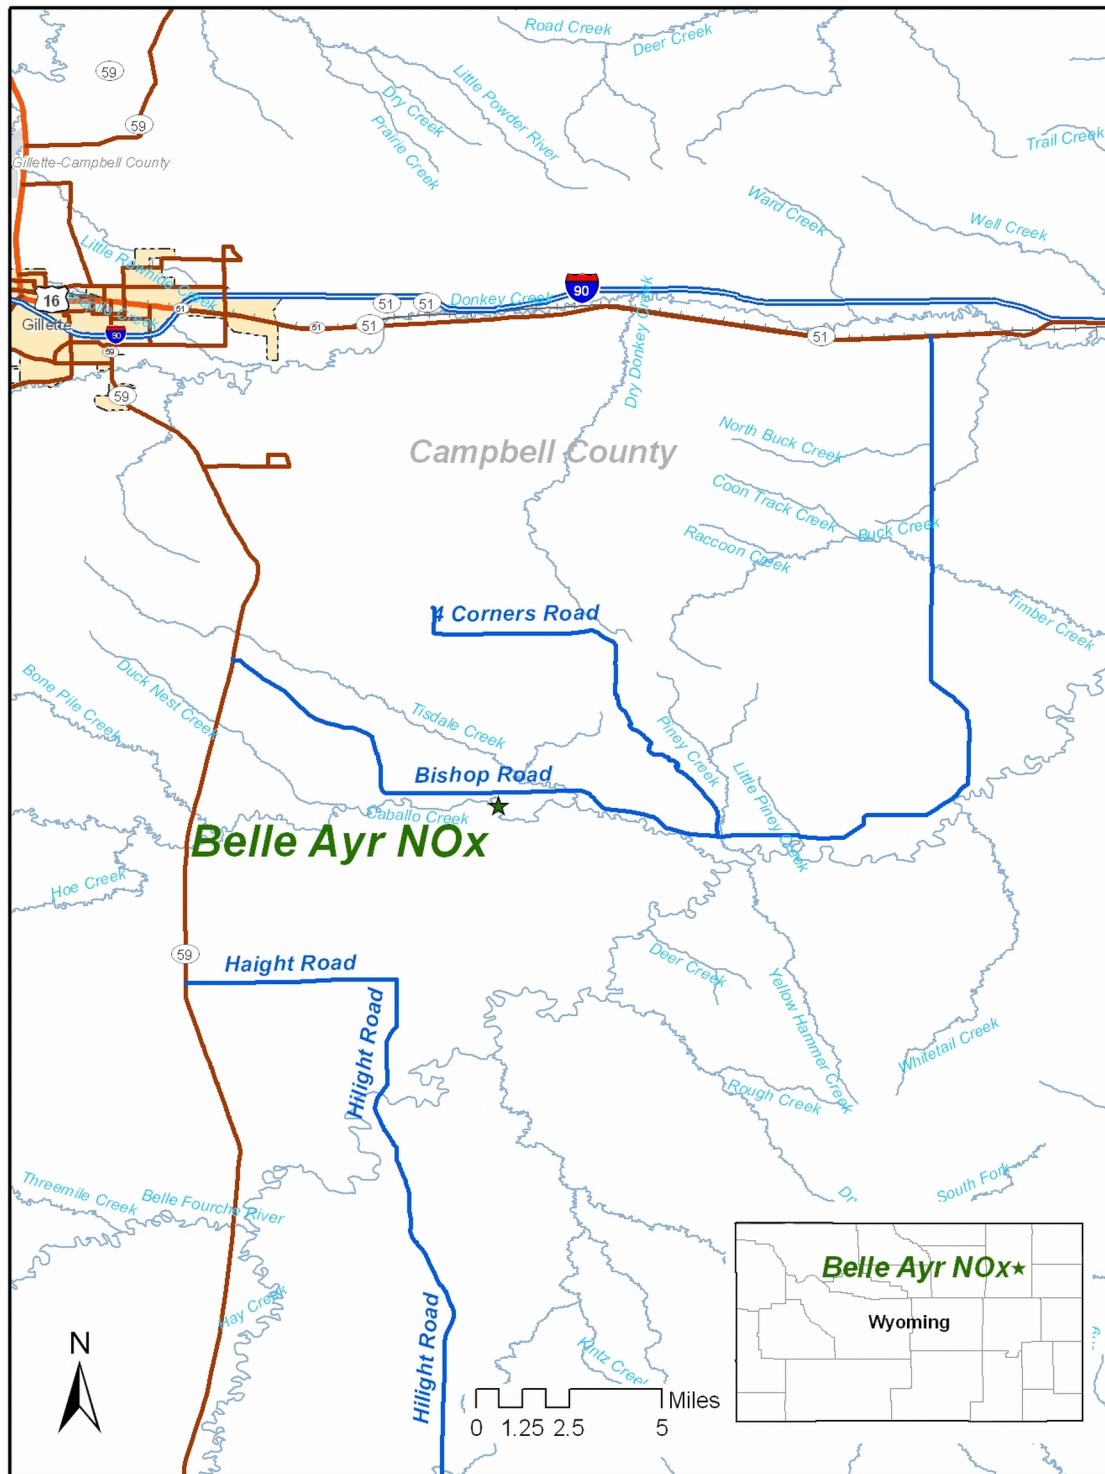 Road Creek
Deer Creek
59
Little Powder River
Dry Creek
59
Prairie Creek
Trail Creek
Gillette-Campbell County
Ward Creek
Well Creek
Little Rawhide Creek
16
90
Donkey Creek
51
51
51
51
51
51
Gillette
90
59
Dry Donkey Creek
59
North Buck Creek
Campbell County
Coon Track Creek
Buck Creek
Raccoon Creek
4 Corners Road
Timber Creek
Bone Pile Creek
Duck Nest Creek
Tisdale Creek
Piney Creek
Bishop Road
Little Piney Creek
Caballo Creek
Belle Ayr NOx
Hoe Creek
59
Haight Road
Deer Creek
Yellow Hammer Creek
Hilight Road
Whitetail Creek
Rough Creek
Threemile Creek
Belle Fourche River
Dr
South Fork
Belle Ayr NOx
Wyoming
Hay Creek
Hilight Road
Kintz Creek
N
Miles
0 1.25 2.5 5